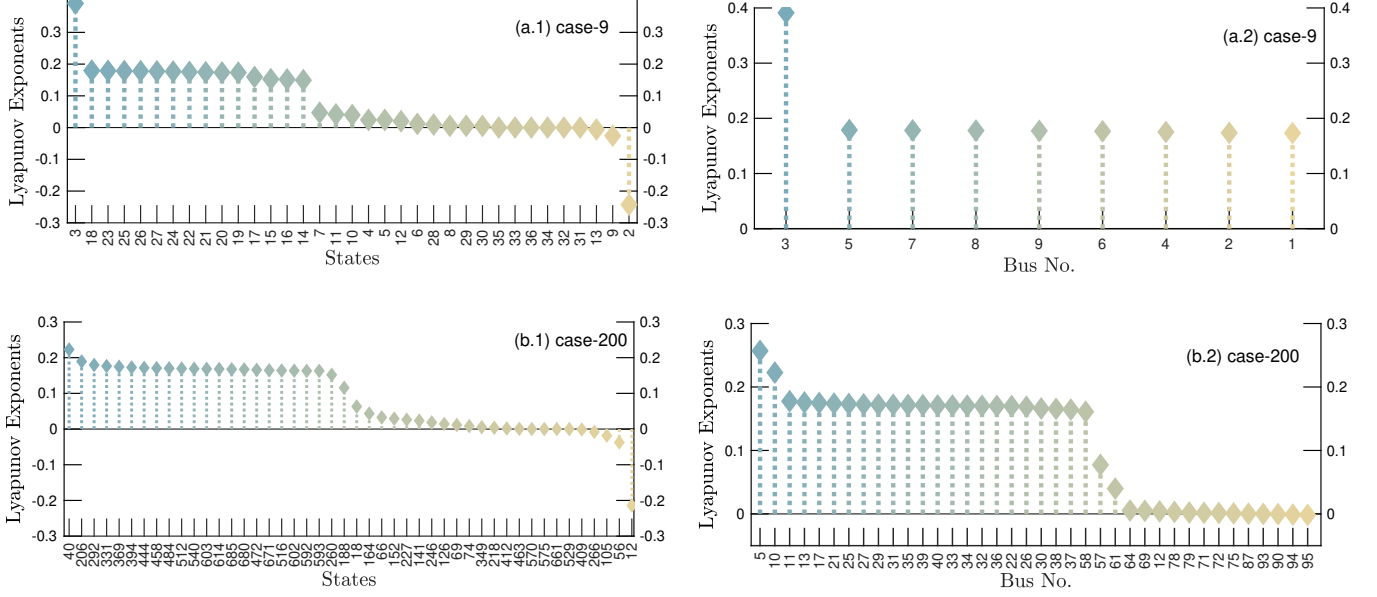 (a.1) case-9
Lyapunov Exponents
0.3 0.2 0.1 0 -0.1 -0.2 -0.3
0.3 0.2 0.1 0 -0.1 -0.2 -0.3
3 18 23 25 26 27 24 22 21 20 19 17 15 16 14 7 11 10 4 5 12 6 28 8 29 30 35 33 36 34 32 31 13 9 2
States
(a.2) case-9
Lyapunov Exponents
0.4 0.3 0.2 0.1 0
0.4 0.3 0.2 0.1 0
3 5 7 8 9 6 4 2 1
Bus No.
(b.1) case-200
Lyapunov Exponents
0.3 0.2 0.1 0 -0.1 -0.2 -0.3
0.3 0.2 0.1 0 -0.1 -0.2 -0.3
40 206 292 331 369 394 444 458 484 512 540 603 614 685 680 472 671 516 602 592 593 260 188 18 164 66 152 227 141 246 126 69 74 349 218 412 463 570 575 661 529 409 266 105 56 12
States
(b.2) case-200
Lyapunov Exponents
0.3 0.2 0.1 0
0.3 0.2 0.1 0
5 10 11 13 17 21 25 27 29 31 35 39 40 33 34 32 36 22 26 30 38 37 58 57 61 64 69 12 78 79 71 72 75 87 93 90 94 95
Bus No.